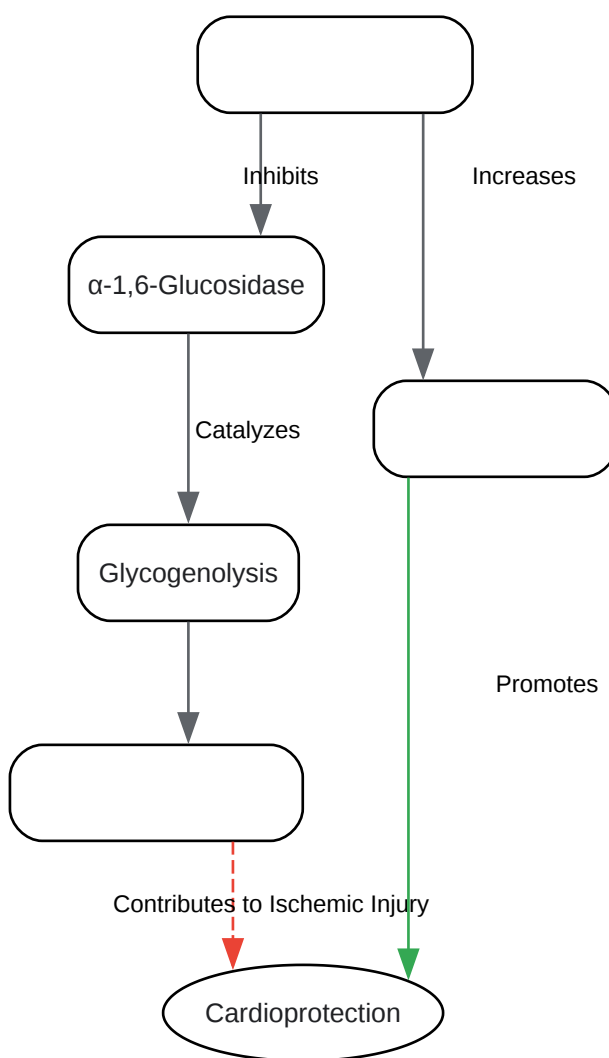 Inhibits
Increases
α-1,6-Glucosidase
Catalyzes
Glycogenolysis
Promotes
Contributes to Ischemic Injury
Cardioprotection